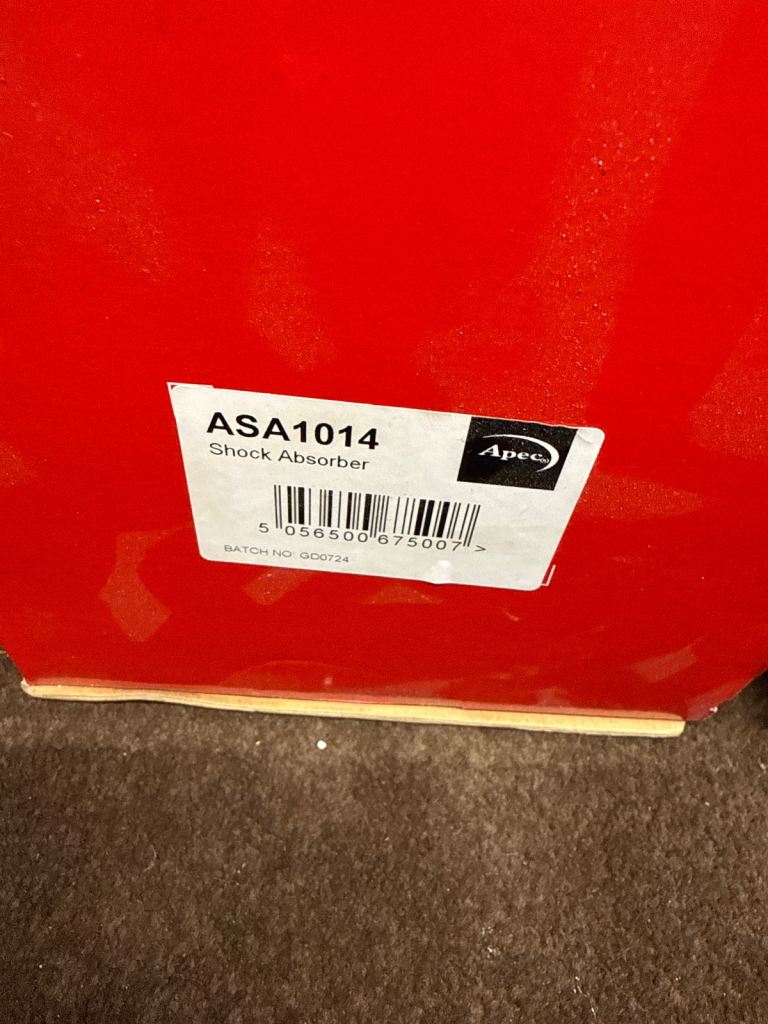 ASA1014
Shock Absorber
Apec
5 056500 675007 >
BATCH NO: GD0724